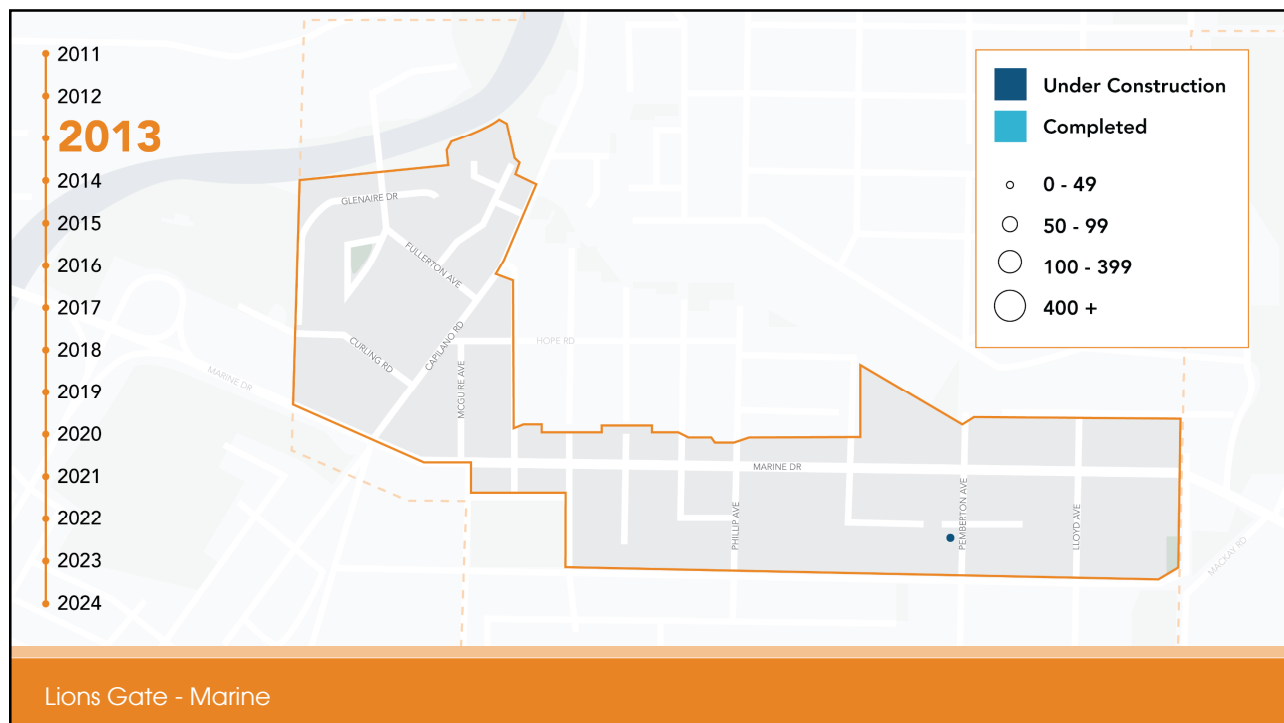 2011
2012
2013
2014
2015
2016
2017
2018
2019
2020
2021
2022
2023
2024
Under Construction
Completed
0 - 49
50 - 99
100 - 399
400 +
GLENAIRE DR
FULLERTON AVE
CAPILANO RD
CURLING RD
MARINE DR
MCGUIRE AVE
HOPE RD
MARINE DR
PHILLIP AVE
PEMBERTON AVE
LLOYD AVE
MACKAY RD
Lions Gate - Marine